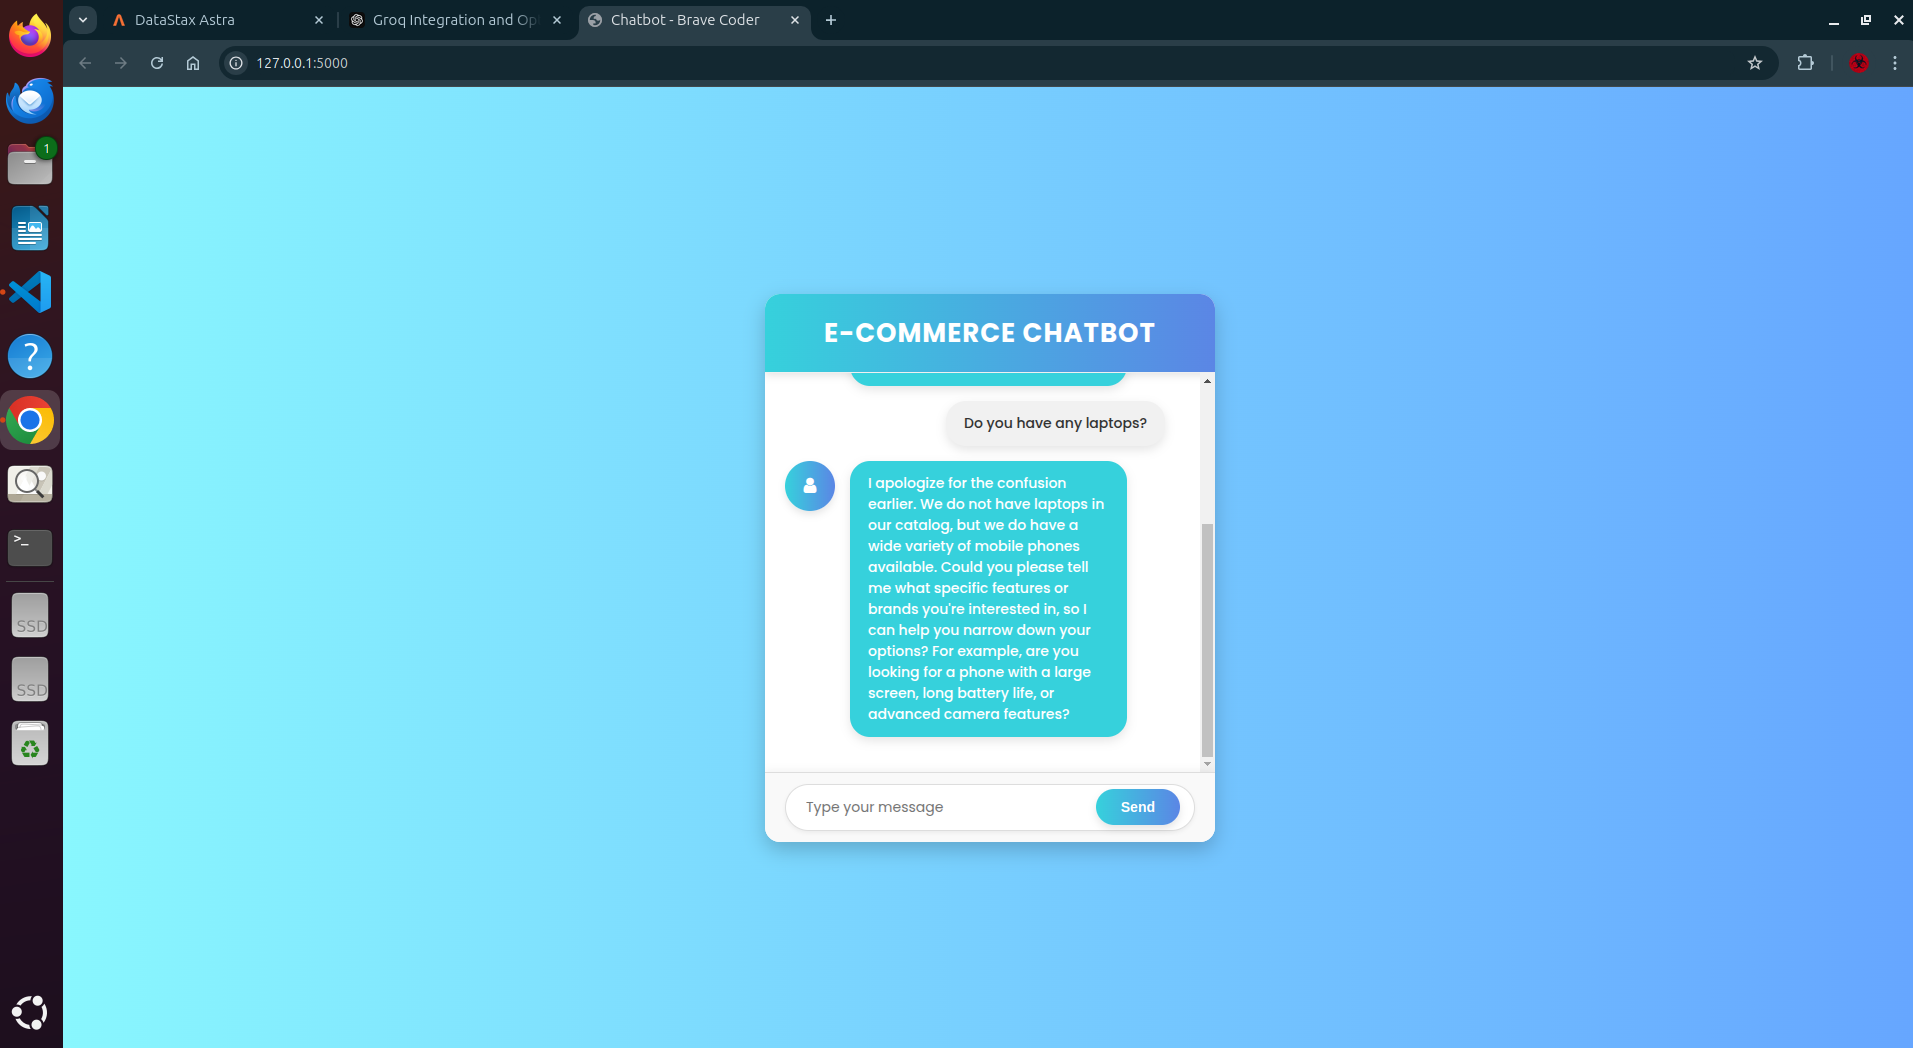 DataStax Astra
Groq Integration and Op
Chatbot - Brave Coder
127.0.0.1:5000
1
E-COMMERCE CHATBOT
Do you have any laptops?
I apologize for the confusion
earlier. We do not have laptops in
our catalog, but we do have a
wide variety of mobile phones
available. Could you please tell
me what specific features or
brands you're interested in, so I
can help you narrow down your
options? For example, are you
looking for a phone with a large
screen, long battery life, or
advanced camera features?
Type your message
Send
?
>_
SSD
SSD